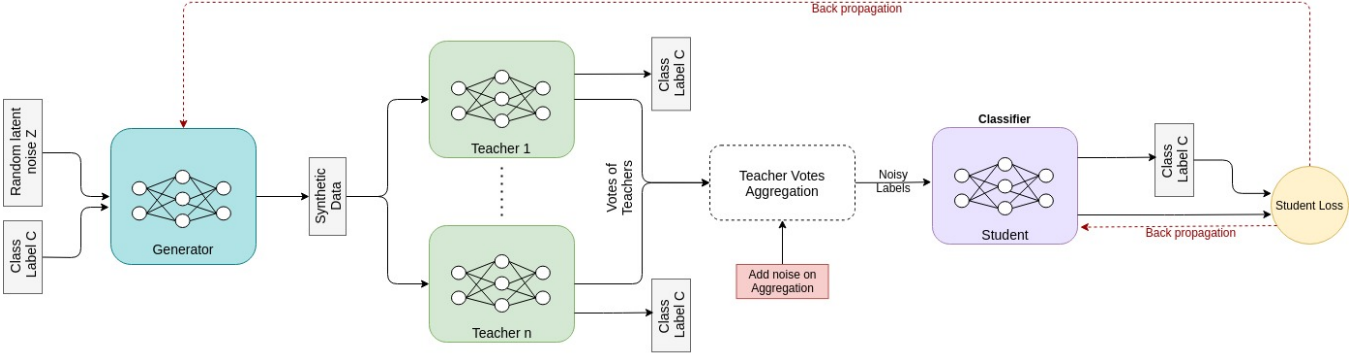 Back propagation
Random latent
noise Z
Class
Label C
Generator
Synthetic
Data
Teacher 1
Class
Label C
Teacher n
Class
Label C
Votes of
Teachers
Teacher Votes
Aggregation
Add noise on
Aggregation
Noisy
Labels
Classifier
Student
Class
Label C
Student Loss
Back propagation